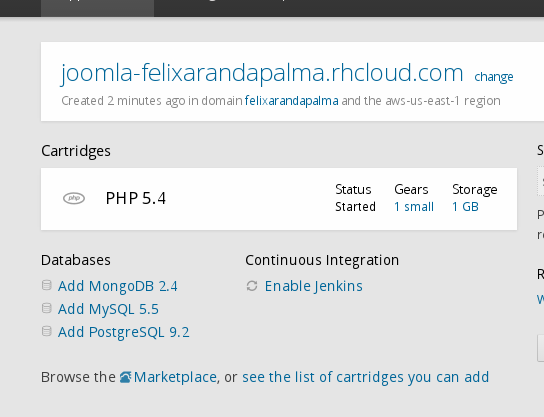 joomla-felixarandapalma.rhcloud.com change
Created 2 minutes ago in domain felixarandapalma and the aws-us-east-1 region
Cartridges
php PHP 5.4
Status Gears Storage
Started 1 small 1 GB
Databases Continuous Integration
Add MongoDB 2.4 Enable Jenkins
Add MySQL 5.5
Add PostgreSQL 9.2
Browse the Marketplace, or see the list of cartridges you can add